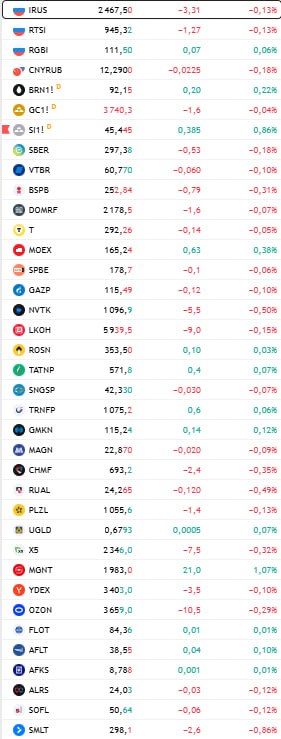 IRUS 2 467,50 −3,31 −0,13%
RTSI 945,32 −1,27 −0,13%
RGBI 111,50 0,07 0,06%
CNYRUB 12,2900 −0,0225 −0,18%
BRN1! D 92,15 0,20 0,22%
GC1! D 3 740,3 −1,6 −0,04%
SI1! D 45,445 0,385 0,86%
SBER 297,38 −0,53 −0,18%
VTBR 60,770 −0,060 −0,10%
BSPB 252,84 −0,79 −0,31%
DOMRF 2 178,5 −1,6 −0,07%
T 292,26 −0,14 −0,05%
MOEX 165,24 0,63 0,38%
SPBE 178,7 −0,1 −0,06%
GAZP 115,49 −0,12 −0,10%
NVTK 1 096,9 −5,5 −0,50%
LKOH 5 939,5 −9,0 −0,15%
ROSN 353,50 0,10 0,03%
TATNP 571,8 0,4 0,07%
SNGSP 42,330 −0,030 −0,07%
TRNFP 1 075,2 0,6 0,06%
GMKN 115,24 0,14 0,12%
MAGN 22,870 −0,020 −0,09%
CHMF 693,2 −2,4 −0,35%
RUAL 24,265 −0,120 −0,49%
PLZL 1 055,6 −1,4 −0,13%
UGLD 0,6793 0,0005 0,07%
X5 2 346,0 −7,5 −0,32%
MGNT 1 983,0 21,0 1,07%
YDEX 3 403,0 −3,5 −0,10%
OZON 3 659,0 −10,5 −0,29%
FLOT 84,36 0,01 0,01%
AFLT 38,55 0,04 0,10%
AFKS 8,788 0,001 0,01%
ALRS 24,03 −0,03 −0,12%
SOFL 50,64 −0,06 −0,12%
SMLT 298,1 −2,6 −0,86%